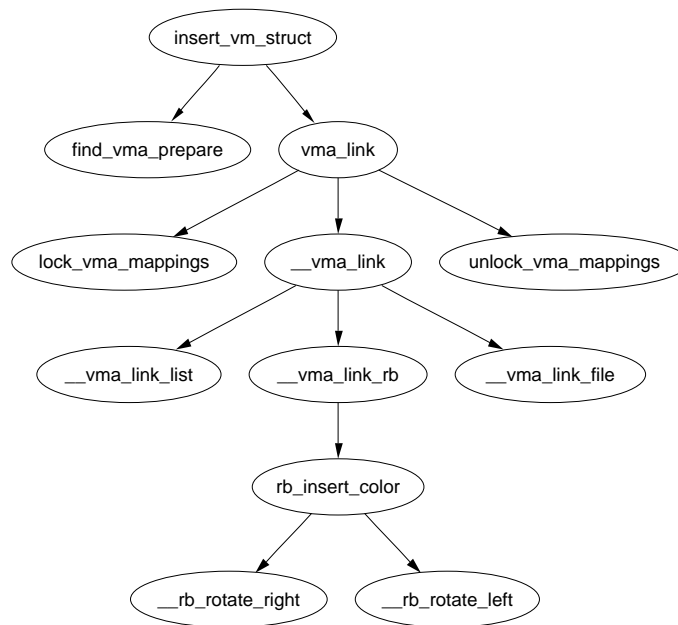 insert_vm_struct
find_vma_prepare
vma_link
lock_vma_mappings
__vma_link
unlock_vma_mappings
__vma_link_list
__vma_link_rb
__vma_link_file
rb_insert_color
__rb_rotate_right
__rb_rotate_left